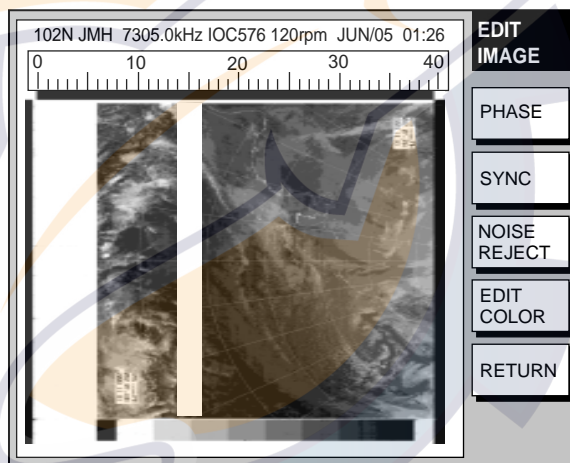 102N JMH 7305.0kHz IOC576 120rpm JUN/05 01:26
0 10 20 30 40
EDIT
IMAGE
PHASE
SYNC
NOISE
REJECT
EDIT
COLOR
RETURN